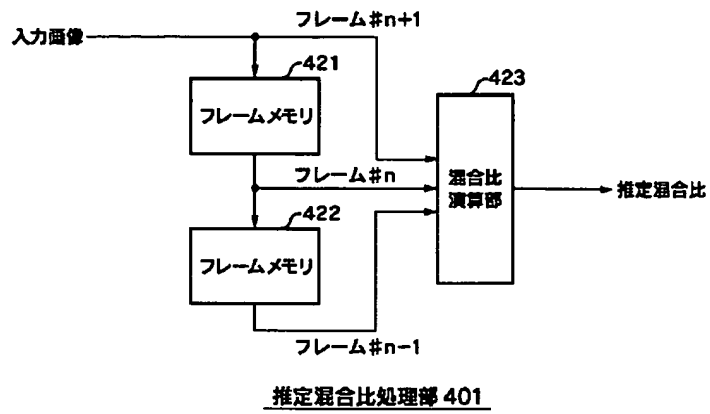 フレーム#n+1
入力画像
421
423
フレームメモリ
混合比
演算部
フレーム#n
推定混合比
422
フレームメモリ
フレーム#n-1
推定混合比処理部 401